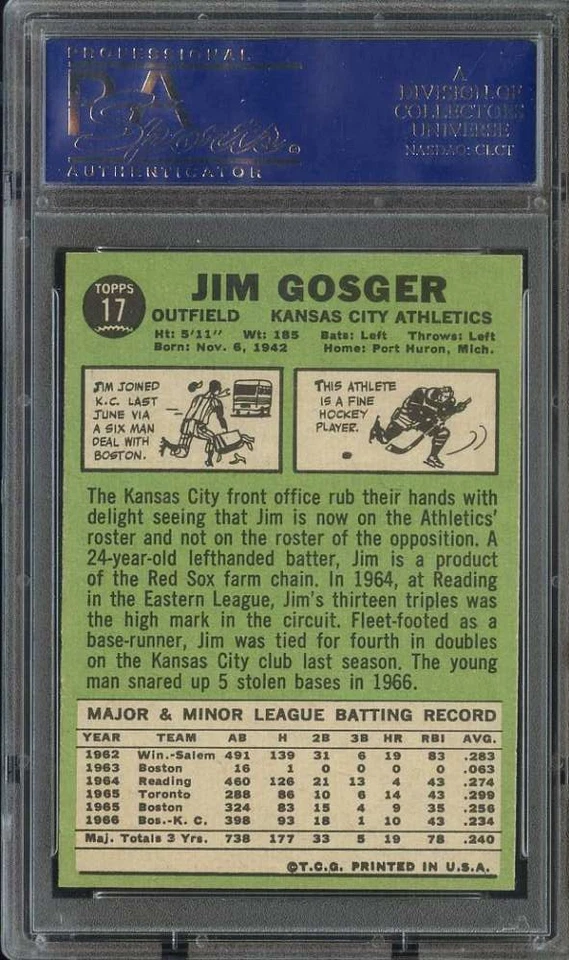 PROFESSIONAL
PSA
Sports®
AUTHENTICATOR
A
DIVISION OF
COLLECTORS
UNIVERSE
NASDAQ: CLCT
TOPPS
17
JIM GOSGER
OUTFIELD KANSAS CITY ATHLETICS
Ht: 5'11" Wt: 185 Bats: Left Throws: Left
Born: Nov. 6, 1942 Home: Port Huron, Mich.
JIM JOINED
K.C. LAST
JUNE VIA
A SIX MAN
DEAL WITH
BOSTON.
THIS ATHLETE
IS A FINE
HOCKEY
PLAYER.
The Kansas City front office rub their hands with
delight seeing that Jim is now on the Athletics'
roster and not on the roster of the opposition. A
24-year-old lefthanded batter, Jim is a product
of the Red Sox farm chain. In 1964, at Reading
in the Eastern League, Jim's thirteen triples was
the high mark in the circuit. Fleet-footed as a
base-runner, Jim was tied for fourth in doubles
on the Kansas City club last season. The young
man snared up 5 stolen bases in 1966.
MAJOR & MINOR LEAGUE BATTING RECORD
YEAR TEAM AB H 2B 3B HR RBI AVG.
1962 Win.-Salem 491 139 31 6 19 83 .283
1963 Boston 16 1 0 0 0 0 .063
1964 Reading 460 126 21 13 4 43 .274
1965 Toronto 288 86 10 6 14 43 .299
1965 Boston 324 83 15 4 9 35 .256
1966 Bos.-K. C. 398 93 18 1 10 43 .234
Maj. Totals 3 Yrs. 738 177 33 5 19 78 .240
©T.C.G. PRINTED IN U.S.A.